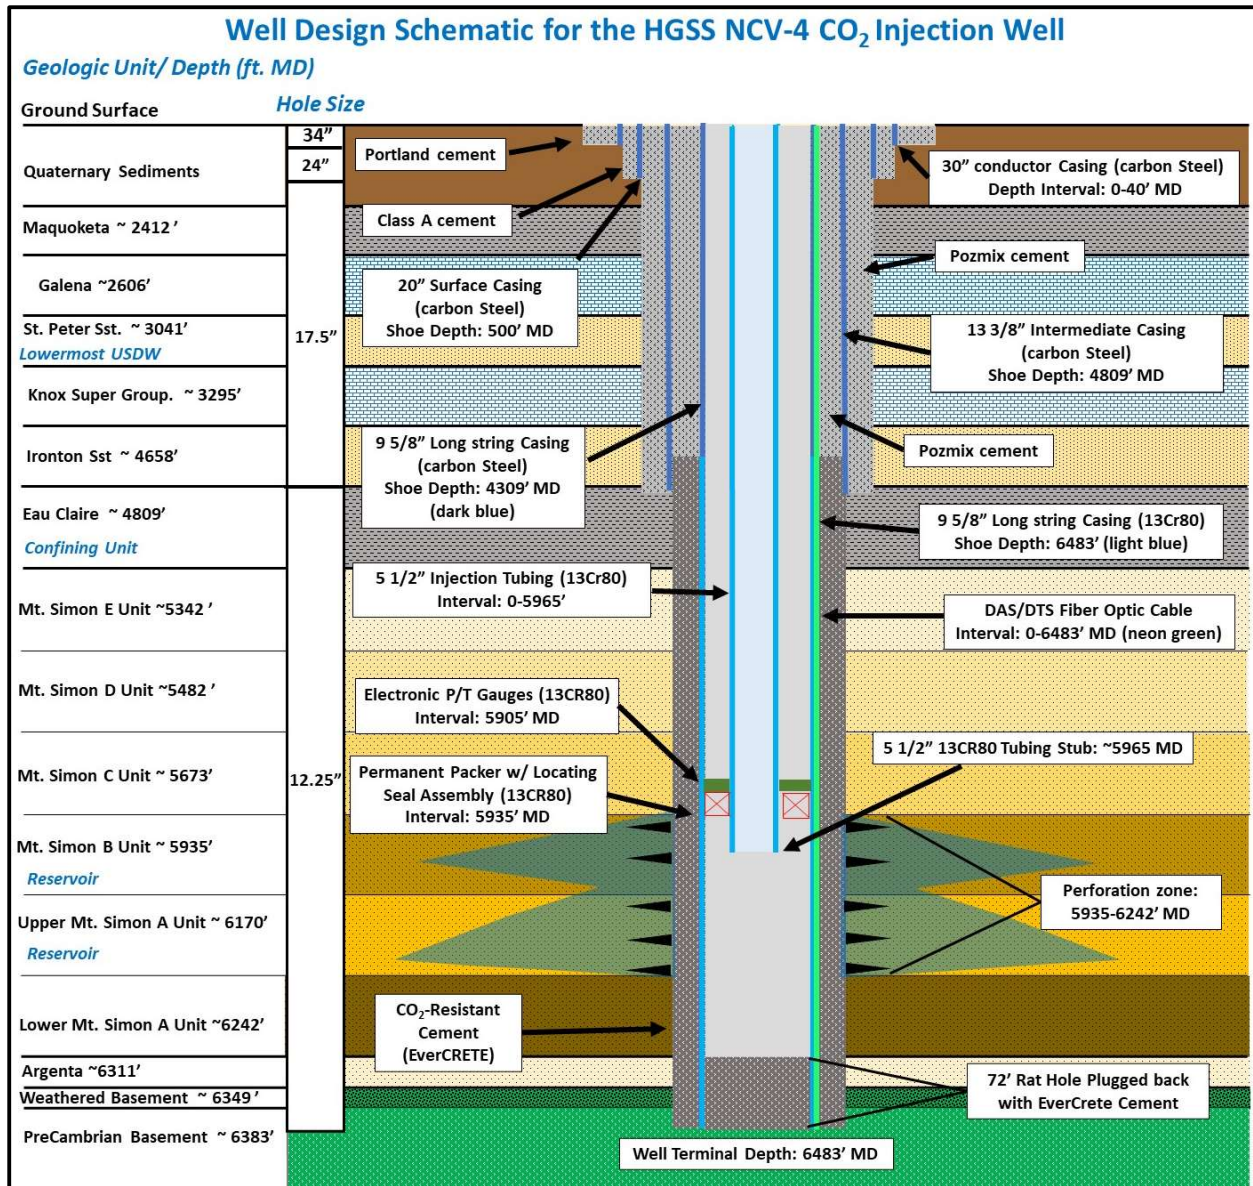 Well Design Schematic for the HGSS NCV-4 CO2 Injection Well
Geologic Unit/ Depth (ft. MD)
Ground Surface
Hole Size
34”
24”
17.5”
12.25”
Quaternary Sediments
Maquoketa ~ 2412 ’
Galena ~2606’
St. Peter Sst. ~ 3041’
Lowermost USDW
Knox Super Group. ~ 3295’
Ironton Sst ~ 4658’
Eau Claire ~ 4809’
Confining Unit
Mt. Simon E Unit ~5342 ’
Mt. Simon D Unit ~5482 ’
Mt. Simon C Unit ~ 5673’
Mt. Simon B Unit ~ 5935’
Reservoir
Upper Mt. Simon A Unit ~ 6170’
Reservoir
Lower Mt. Simon A Unit ~6242’
Argenta ~6311’
Weathered Basement ~ 6349 ’
PreCambrian Basement ~ 6383’
Portland cement
Class A cement
20” Surface Casing
(carbon Steel)
Shoe Depth: 500’ MD
9 5/8” Long string Casing
(carbon Steel)
Shoe Depth: 4309’ MD
(dark blue)
5 1/2” Injection Tubing (13Cr80)
Interval: 0-5965’
Electronic P/T Gauges (13CR80)
Interval: 5905’ MD
Permanent Packer w/ Locating
Seal Assembly (13CR80)
Interval: 5935’ MD
CO2-Resistant
Cement
(EverCRETE)
30” conductor Casing (carbon Steel)
Depth Interval: 0-40’ MD
Pozmix cement
13 3/8” Intermediate Casing
(carbon Steel)
Shoe Depth: 4809’ MD
Pozmix cement
9 5/8” Long string Casing (13Cr80)
Shoe Depth: 6483’ (light blue)
DAS/DTS Fiber Optic Cable
Interval: 0-6483’ MD (neon green)
5 1/2” 13CR80 Tubing Stub: ~5965 MD
Perforation zone:
5935-6242’ MD
72’ Rat Hole Plugged back
with EverCrete Cement
Well Terminal Depth: 6483’ MD